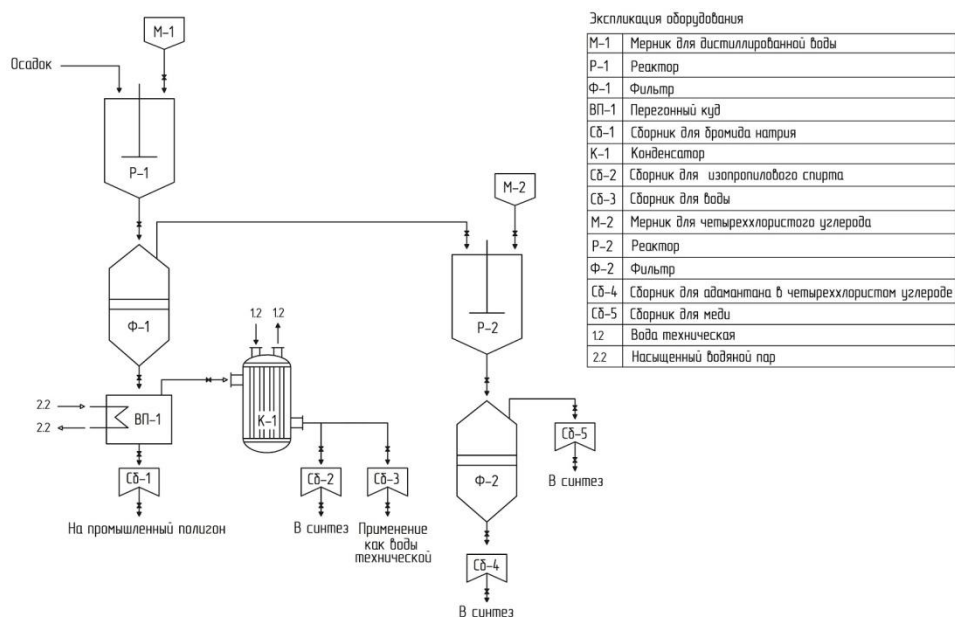 М-1
Осадок
Р-1
М-2
Ф-1
1.2 1.2
Р-2
2.2
2.2
ВП-1
К-1
Сб-1
Сб-2
Сб-3
Ф-2
Сб-5
В синтез
На промышленный полигон
В синтез
Применение
как воды
технической
Сб-4
В синтез
Экспликация оборудования
М-1 Мерник для дистиллированной воды
Р-1 Реактор
Ф-1 Фильтр
ВП-1 Перегонный куд
Сб-1 Сборник для бромида натрия
К-1 Конденсатор
Сб-2 Сборник для изопропилового спирта
Сб-3 Сборник для воды
М-2 Мерник для четыреххлористого углерода
Р-2 Реактор
Ф-2 Фильтр
Сб-4 Сборник для адамантана в четыреххлористом углероде
Сб-5 Сборник для меди
1.2 Вода техническая
2.2 Насыщенный водяной пар